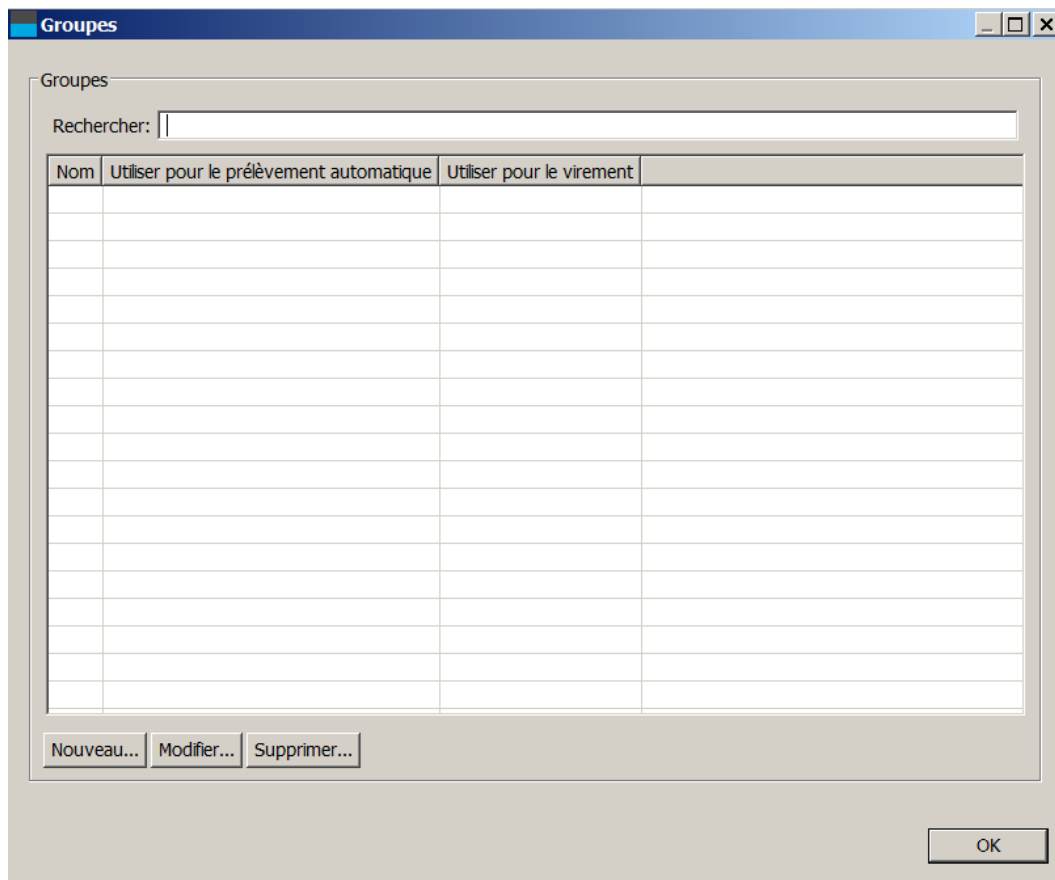 Groupes
Groupes
Rechercher:
Nom Utiliser pour le prélèvement automatique Utiliser pour le virement
Nouveau... Modifier... Supprimer...
OK